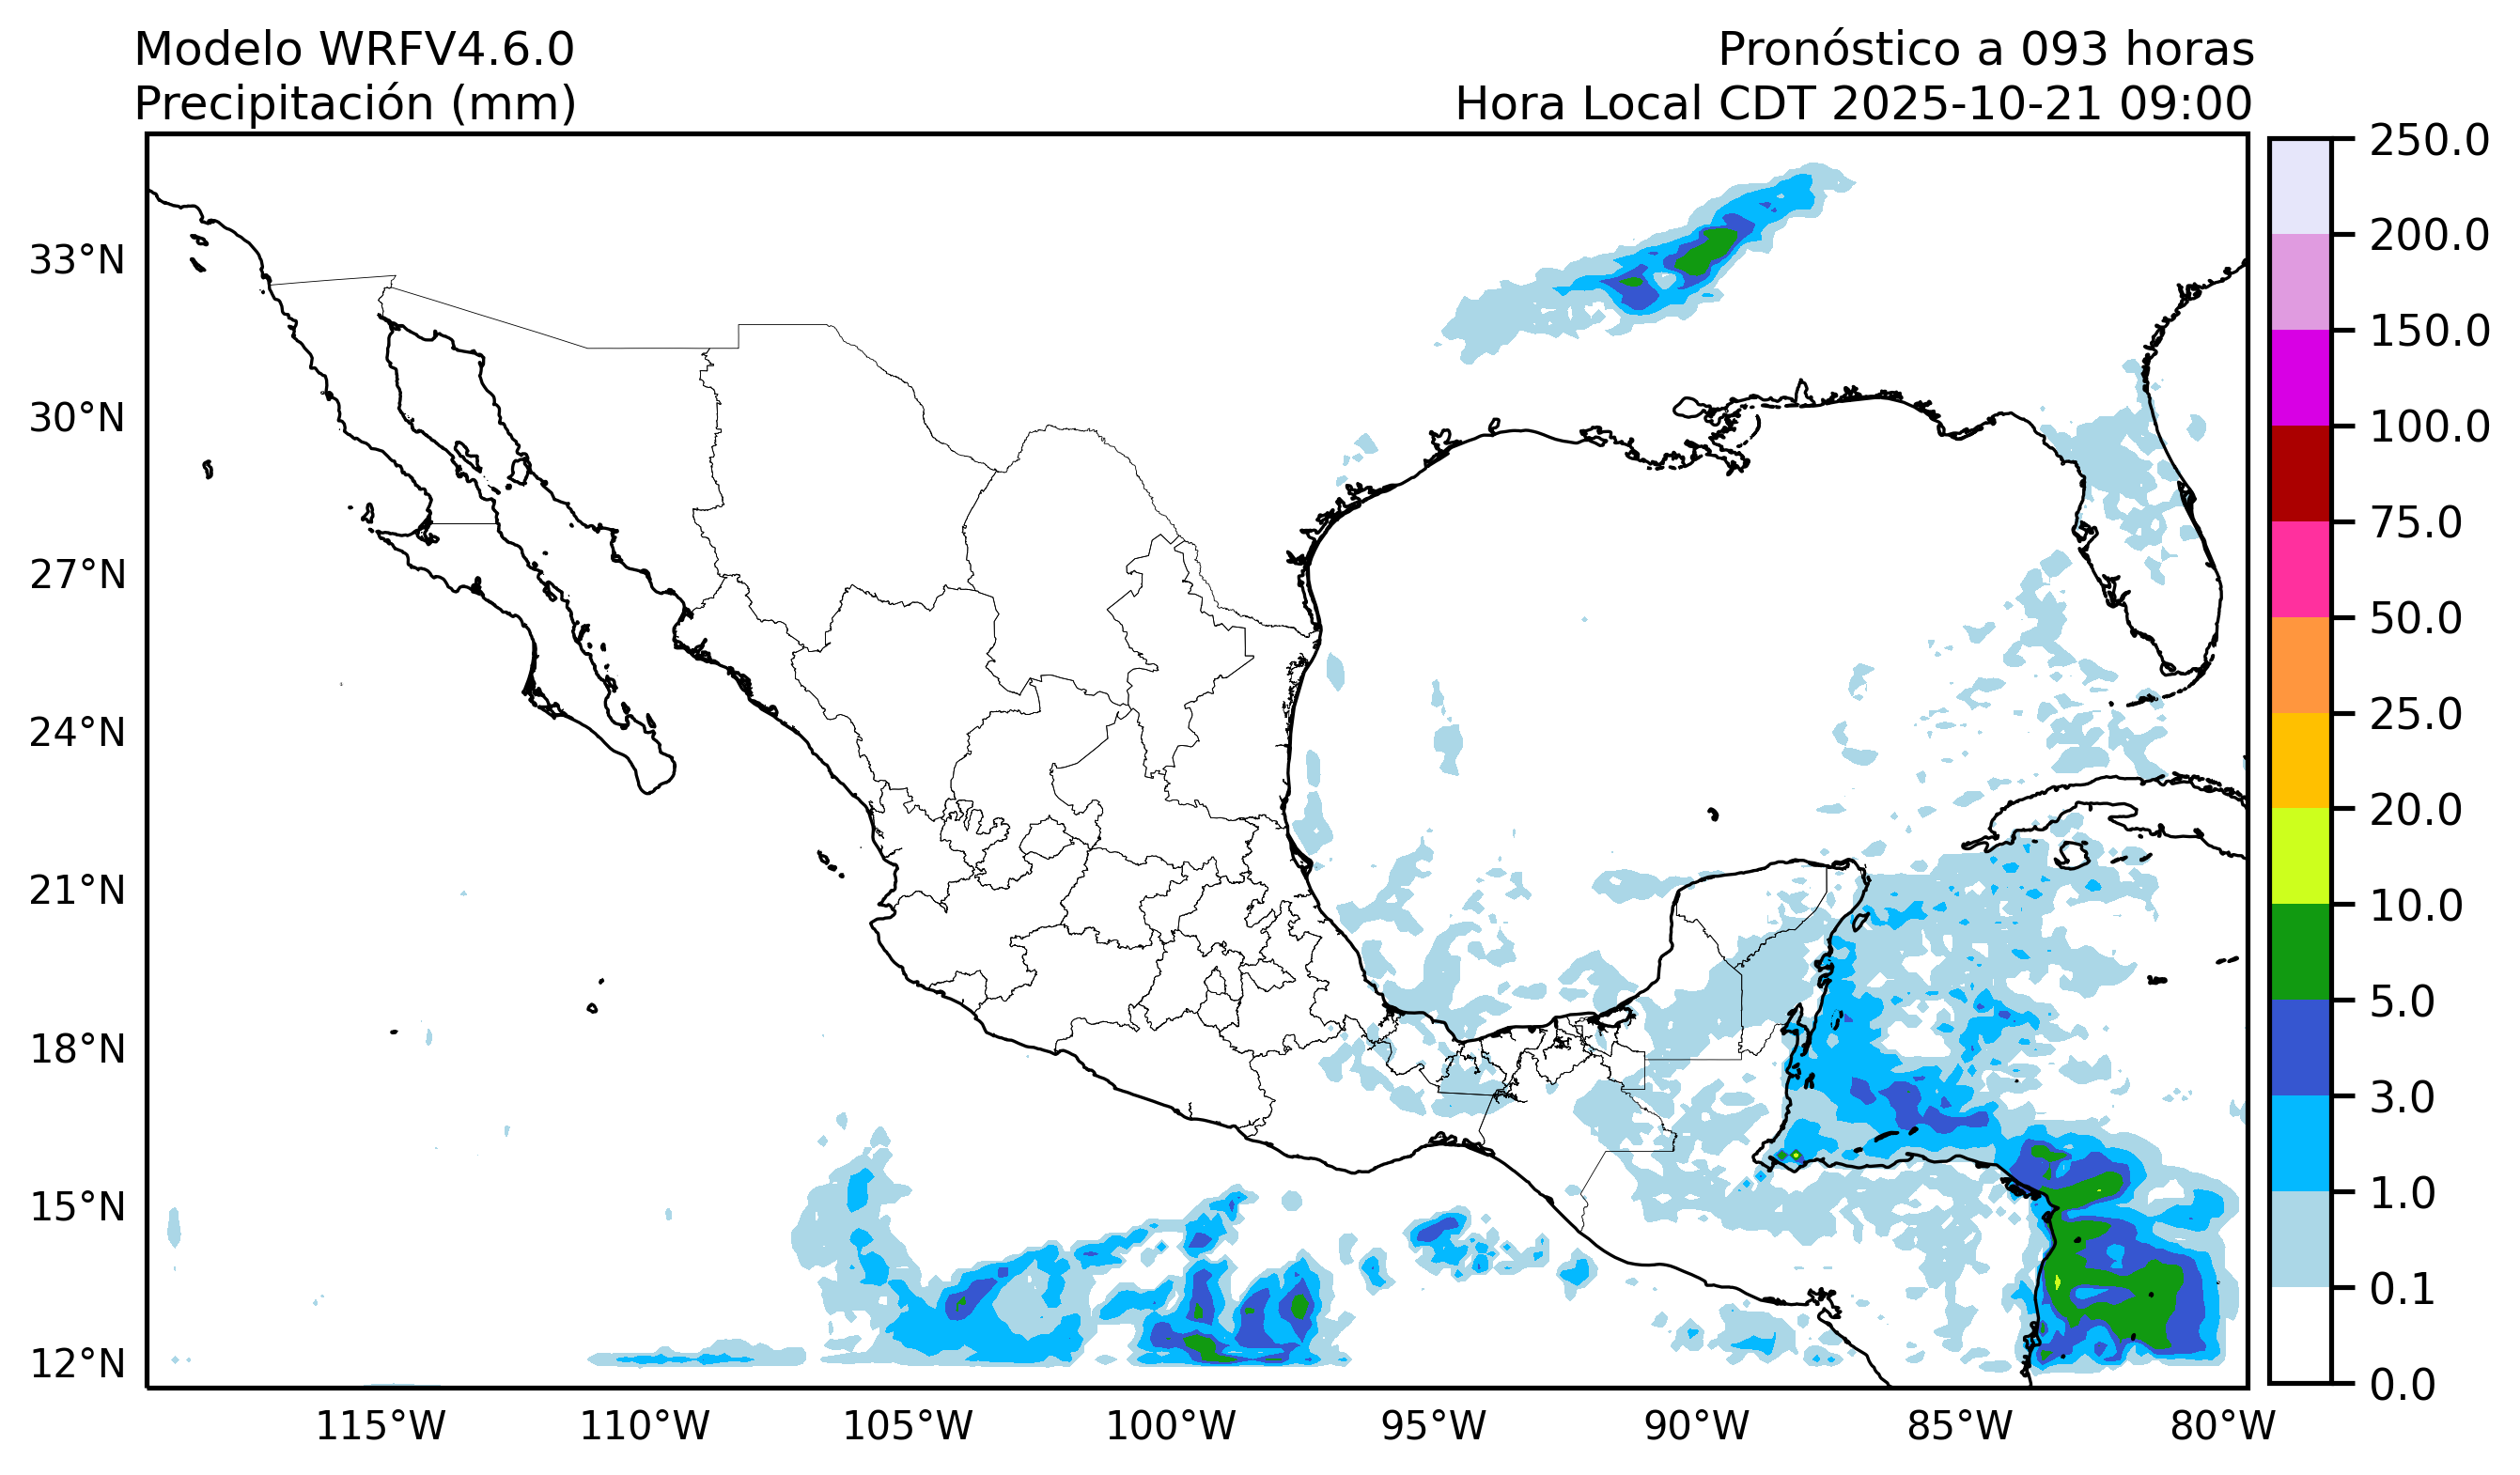 Modelo WRFV4.6.0
Precipitación (mm)
Pronóstico a 093 horas
Hora Local CDT 2025-10-21 09:00
33°N
30°N
27°N
24°N
21°N
18°N
15°N
12°N
115°W
110°W
105°W
100°W
95°W
90°W
85°W
80°W
250.0
200.0
150.0
100.0
75.0
50.0
25.0
20.0
10.0
5.0
3.0
1.0
0.1
0.0